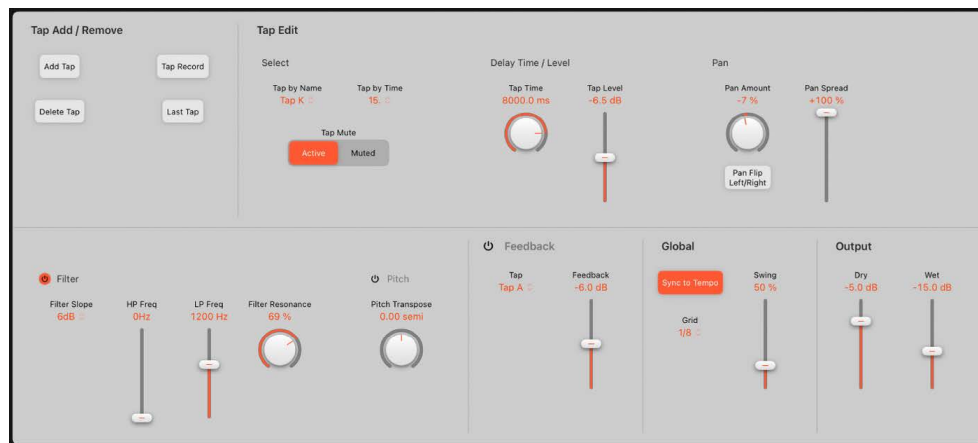 Tap Add / Remove
Add Tap
Tap Record
Delete Tap
Last Tap
Tap Edit
Select
Tap by Name
Tap K
Tap by Time
15.
Tap Mute
Active
Muted
Delay Time / Level
Tap Time
8000.0 ms
Tap Level
-6.5 dB
Pan
Pan Amount
-7 %
Pan Flip
Left/Right
Pan Spread
+100 %
Filter
Filter Slope
6dB
HP Freq
0Hz
LP Freq
1200 Hz
Filter Resonance
69 %
Pitch
Pitch Transpose
0.00 semi
Feedback
Tap
Tap A
Feedback
-6.0 dB
Global
Sync to Tempo
Grid
1/8
Swing
50 %
Output
Dry
-5.0 dB
Wet
-15.0 dB